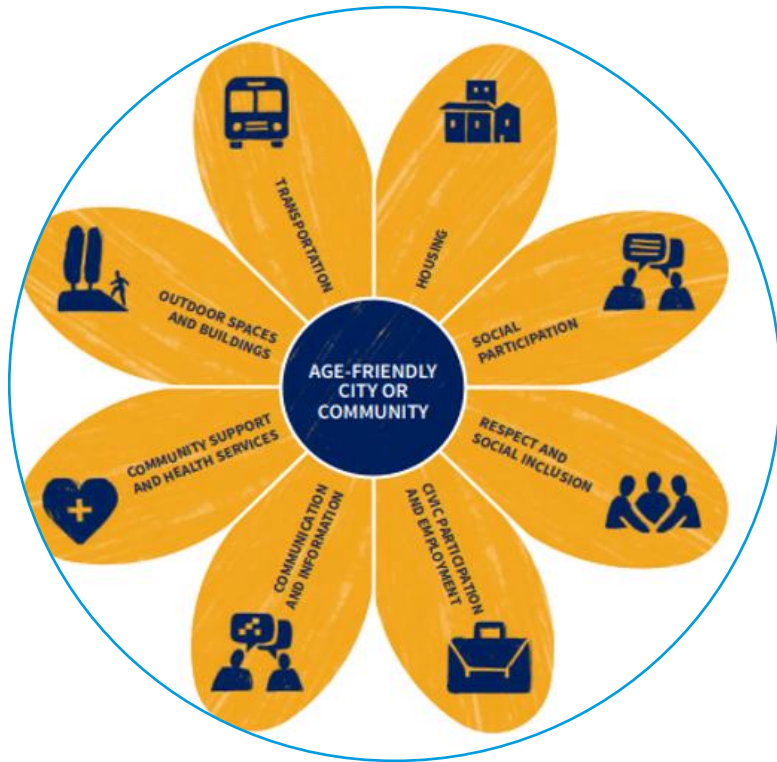 AGE-FRIENDLY
CITY OR
COMMUNITY
TRANSPORTATION
HOUSING
SOCIAL
PARTICIPATION
RESPECT AND
SOCIAL INCLUSION
CIVIC PARTICIPATION
AND EMPLOYMENT
COMMUNICATION
AND INFORMATION
COMMUNITY SUPPORT
AND HEALTH SERVICES
OUTDOOR SPACES
AND BUILDINGS